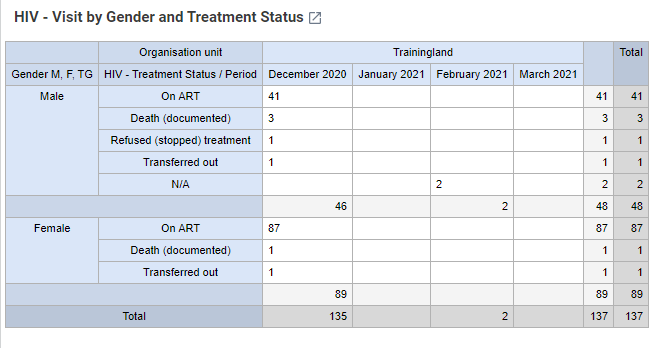 HIV - Visit by Gender and Treatment Status
Organisation unit Trainingland Total
Gender M, F, TG HIV - Treatment Status / Period December 2020 January 2021 February 2021 March 2021
Male On ART 41 41 41
Death (documented) 3 3 3
Refused (stopped) treatment 1 1 1
Transferred out 1 1 1
N/A 2 2 2
46 2 48 48
Female On ART 87 87 87
Death (documented) 1 1 1
Transferred out 1 1 1
89 89 89
Total 135 2 137 137